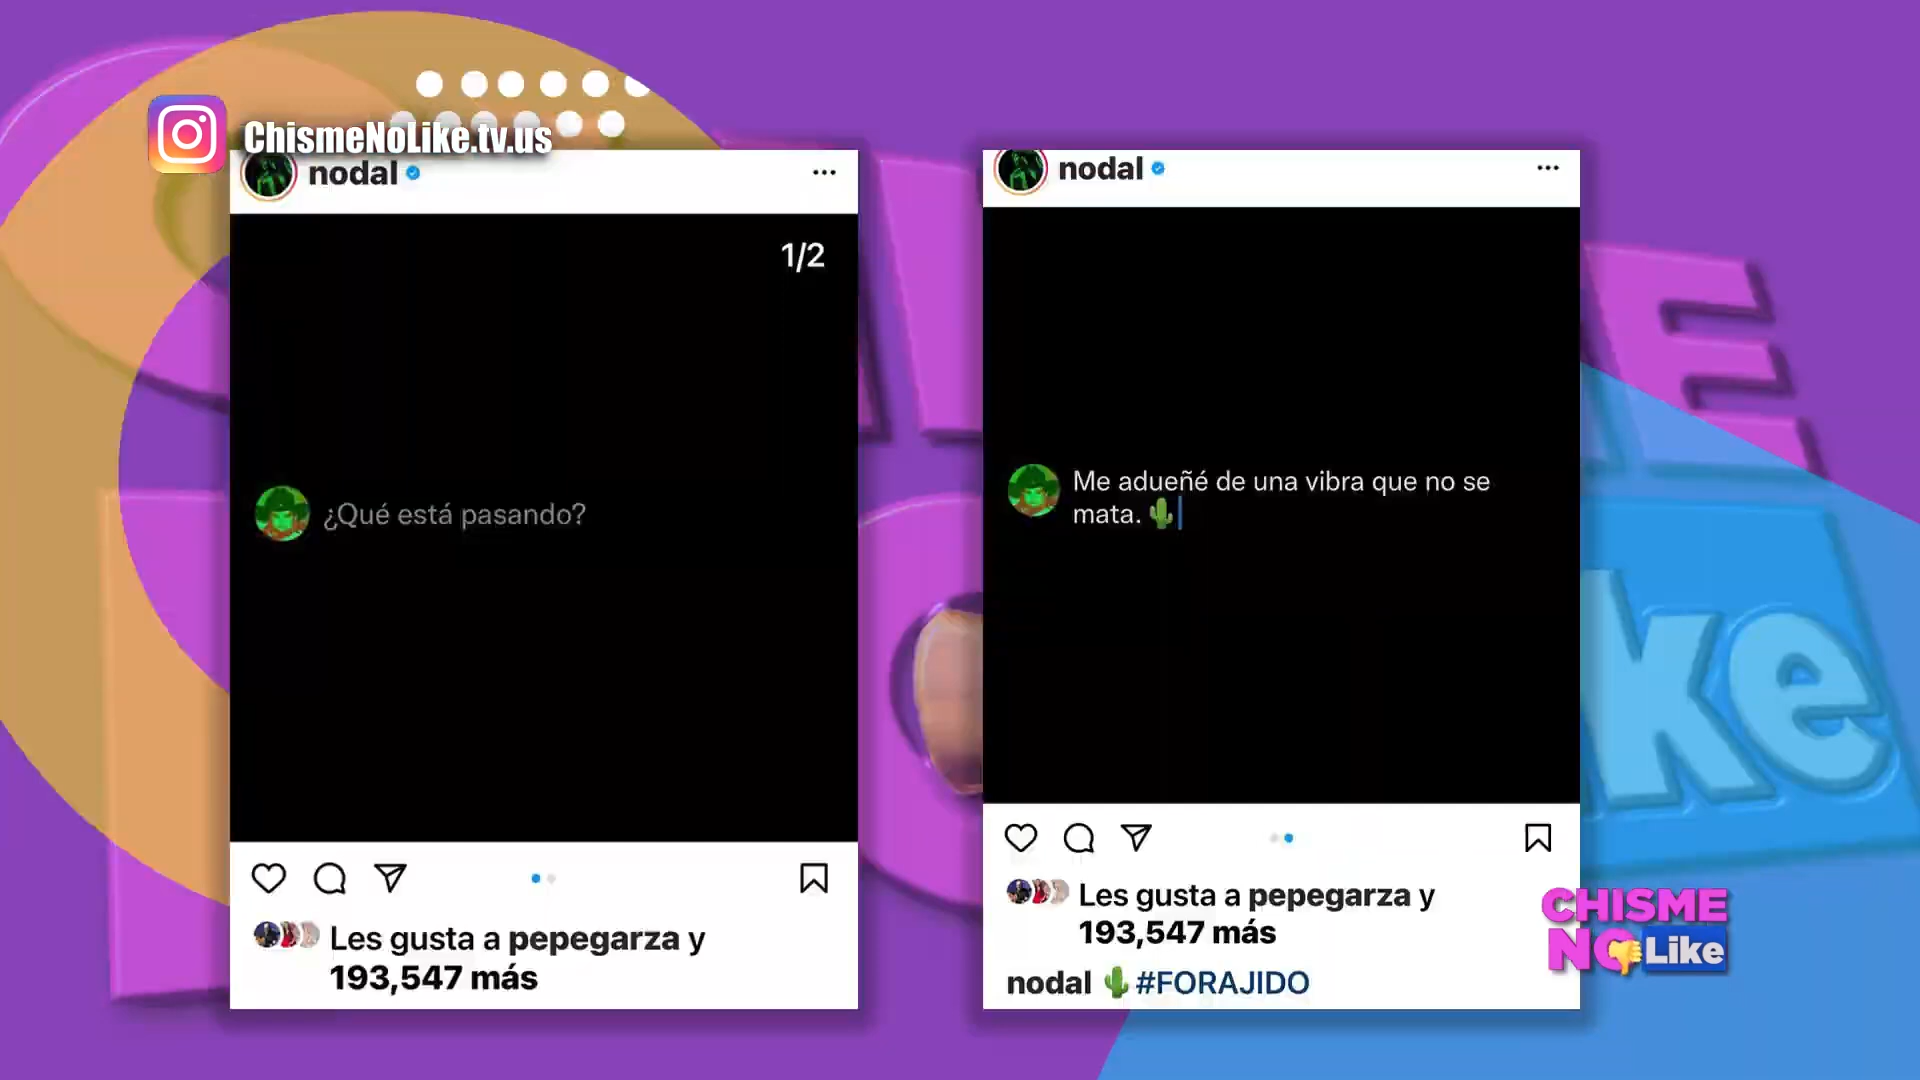 ChismeNoLike.tv.us
nodal
1/2
¿Qué está pasando?
Les gusta a pepegarza y
193,547 más
nodal
Me adueñé de una vibra que no se
mata. 🌵
Les gusta a pepegarza y
193,547 más
nodal 🌵#FORAJIDO
CHISME
NO Like